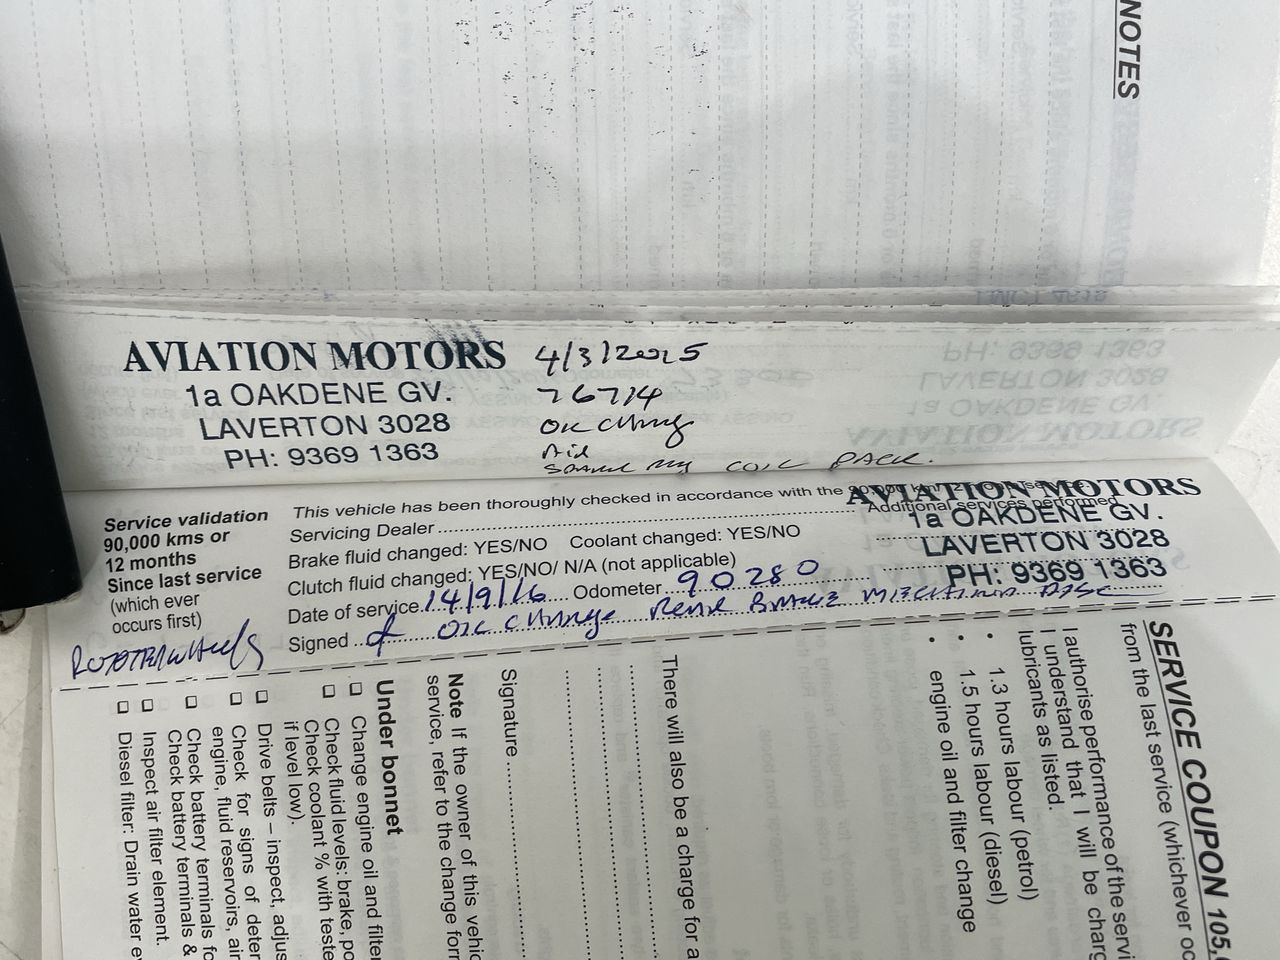 NOTES
AVIATION MOTORS 4/3/2015
1a OAKDENE GV. 76714
LAVERTON 3028 OIL CHANGE
PH: 9369 1363
COIL PACK.
Service validation
90,000 kms or
12 months
Since last service
(which ever
occurs first)
This vehicle has been thoroughly checked in accordance with the
Servicing Dealer
Brake fluid changed: YES/NO Coolant changed: YES/NO
Clutch fluid changed: YES/NO/ N/A (not applicable)
Date of service 14/9/16 Odometer 90280
Signed OIL CHANGE
Additional services performed
AVIATION MOTORS
1a OAKDENE GV.
LAVERTON 3028
PH: 9369 1363
SERVICE COUPON 105,
from the last service (whichever oc
I authorise performance of the servi
I understand that I will be charg
lubricants as listed.
• 1.3 hours labour (petrol)
• 1.5 hours labour (diesel)
• engine oil and filter change
There will also be a charge for a
Signature
Note If the owner of this vehic
service, refer to the change form
Under bonnet
Change engine oil and filter
Check fluid levels: brake, po
Check coolant % with teste
if level low).
Drive belts – inspect, adjus
Check for signs of deter
engine, fluid reservoirs, air
Check battery terminals fo
Check battery terminals &
Inspect air filter element.
Diesel filter: Drain water e